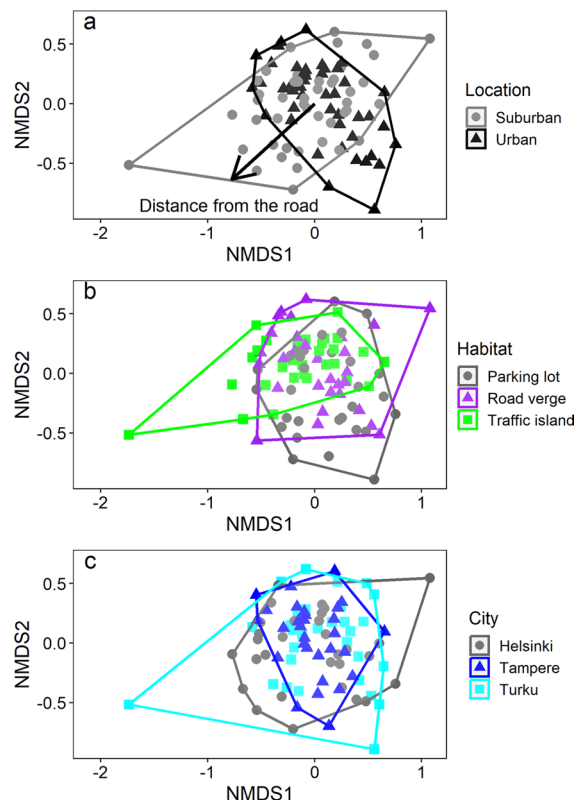 a
0.5
0.0
-0.5
NMDS2
Distance from the road
-2
-1
0
1
NMDS1
Location
Suburban
Urban
b
0.5
0.0
-0.5
NMDS2
-2
-1
0
1
NMDS1
Habitat
Parking lot
Road verge
Traffic island
c
0.5
0.0
-0.5
NMDS2
-2
-1
0
1
NMDS1
City
Helsinki
Tampere
Turku